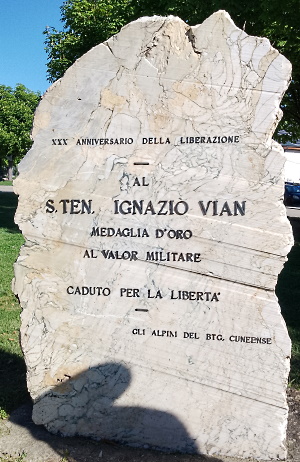 XXX ANNIVERSARIO DELLA LIBERAZIONE
AL
S.TEN. IGNAZIO VIAN
MEDAGLIA D'ORO
AL VALOR MILITARE
CADUTO PER LA LIBERTA'
GLI ALPINI DEL BTG. CUNEENSE